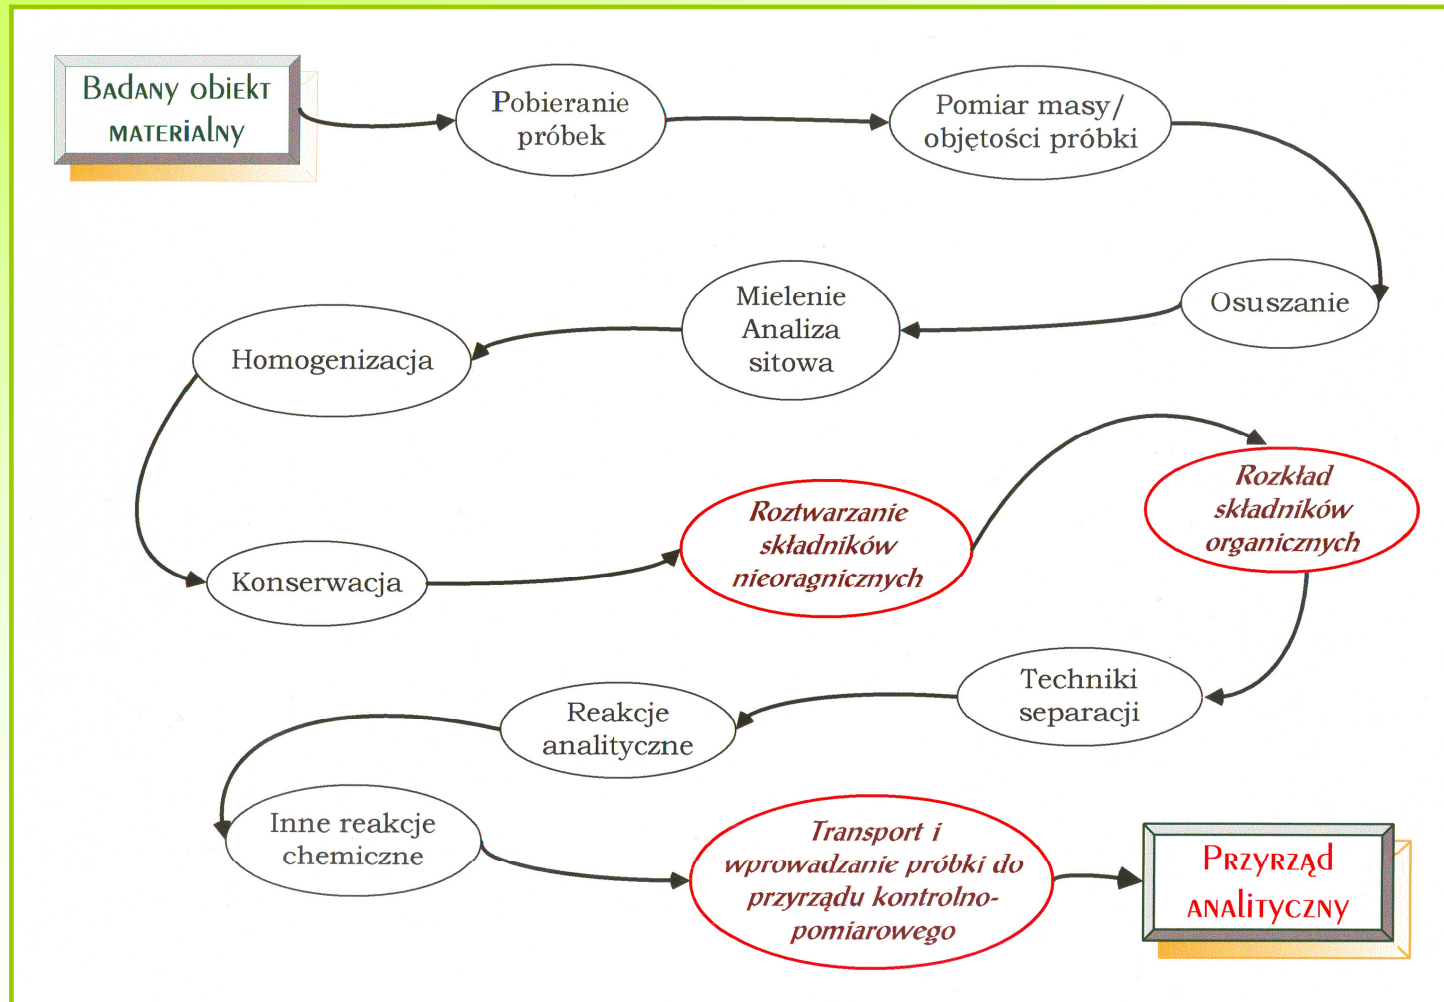 Badany obiekt
materialny
Pobieranie
próbek
Pomiar masy/
objętości próbki
Osuszanie
Mielenie
Analiza
sitowa
Homogenizacja
Konserwacja
Roztwarzanie
składników
nieoragnicznych
Rozkład
składników
organicznych
Techniki
separacji
Reakcje
analityczne
Inne reakcje
chemiczne
Transport i
wprowadzanie próbki do
przyrządu kontrolno-
pomiarowego
Przyrząd
analityczny